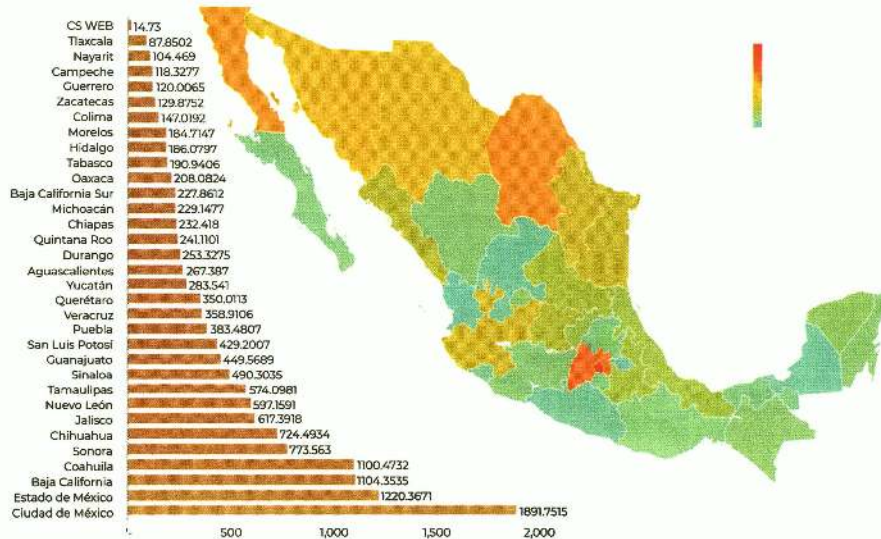 CS WEB 14.73
Tlaxcala 87.8502
Nayarit 104.469
Campeche 118.3277
Guerrero 120.0065
Zacatecas 129.8752
Colima 147.0192
Morelos 184.7147
Hidalgo 186.0797
Tabasco 190.9406
Oaxaca 208.0824
Baja California Sur 227.8612
Michoacán 229.1477
Chiapas 232.418
Quintana Roo 241.1101
Durango 253.3275
Aguascalientes 267.387
Yucatán 283.541
Querétaro 350.0113
Veracruz 358.9106
Puebla 383.4807
San Luis Potosí 429.2007
Guanajuato 449.5689
Sinaloa 490.3035
Tamaulipas 574.0981
Nuevo León 597.1591
Jalisco 617.3918
Chihuahua 724.4934
Sonora 773.563
Coahuila 1100.4732
Baja California 1104.3535
Estado de México 1220.3671
Ciudad de México 1891.7515
- 500 1,000 1,500 2,000